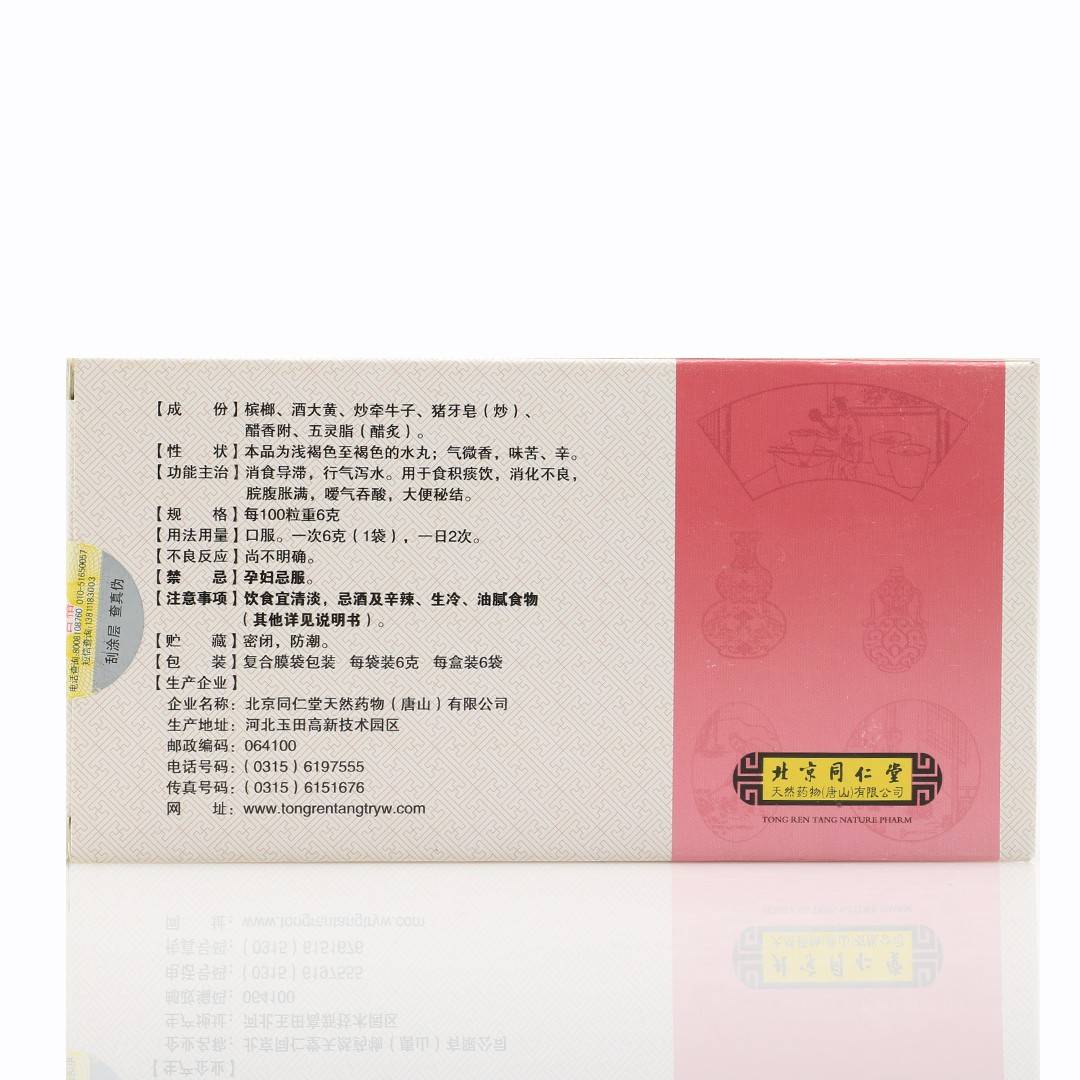 【成　份】槟榔、酒大黄、炒牵牛子、猪牙皂（炒）、
醋香附、五灵脂（醋炙）。
【性　状】本品为浅褐色至褐色的水丸；气微香，味苦、辛。
【功能主治】消食导滞，行气泻水。用于食积痰饮，消化不良，
脘腹胀满，嗳气吞酸，大便秘结。
【规　格】每100粒重6克
【用法用量】口服。一次6克（1袋），一日2次。
【不良反应】尚不明确。
【禁　忌】孕妇忌服。
【注意事项】饮食宜清淡，忌酒及辛辣、生冷、油腻食物
（其他详见说明书）。
【贮　藏】密闭，防潮。
【包　装】复合膜袋包装　每袋装6克　每盒装6袋
【生产企业】
企业名称：北京同仁堂天然药物（唐山）有限公司
生产地址：河北玉田高新技术园区
邮政编码：064100
电话号码：（0315）6197555
传真号码：（0315）6151676
网　址：www.tongrentangtryw.com
电话查询:8008108760 010-51650057
短信查询:13811183003
刮涂层 查真伪
北京同仁堂
天然药物(唐山)有限公司
TONG REN TANG NATURE PHARM